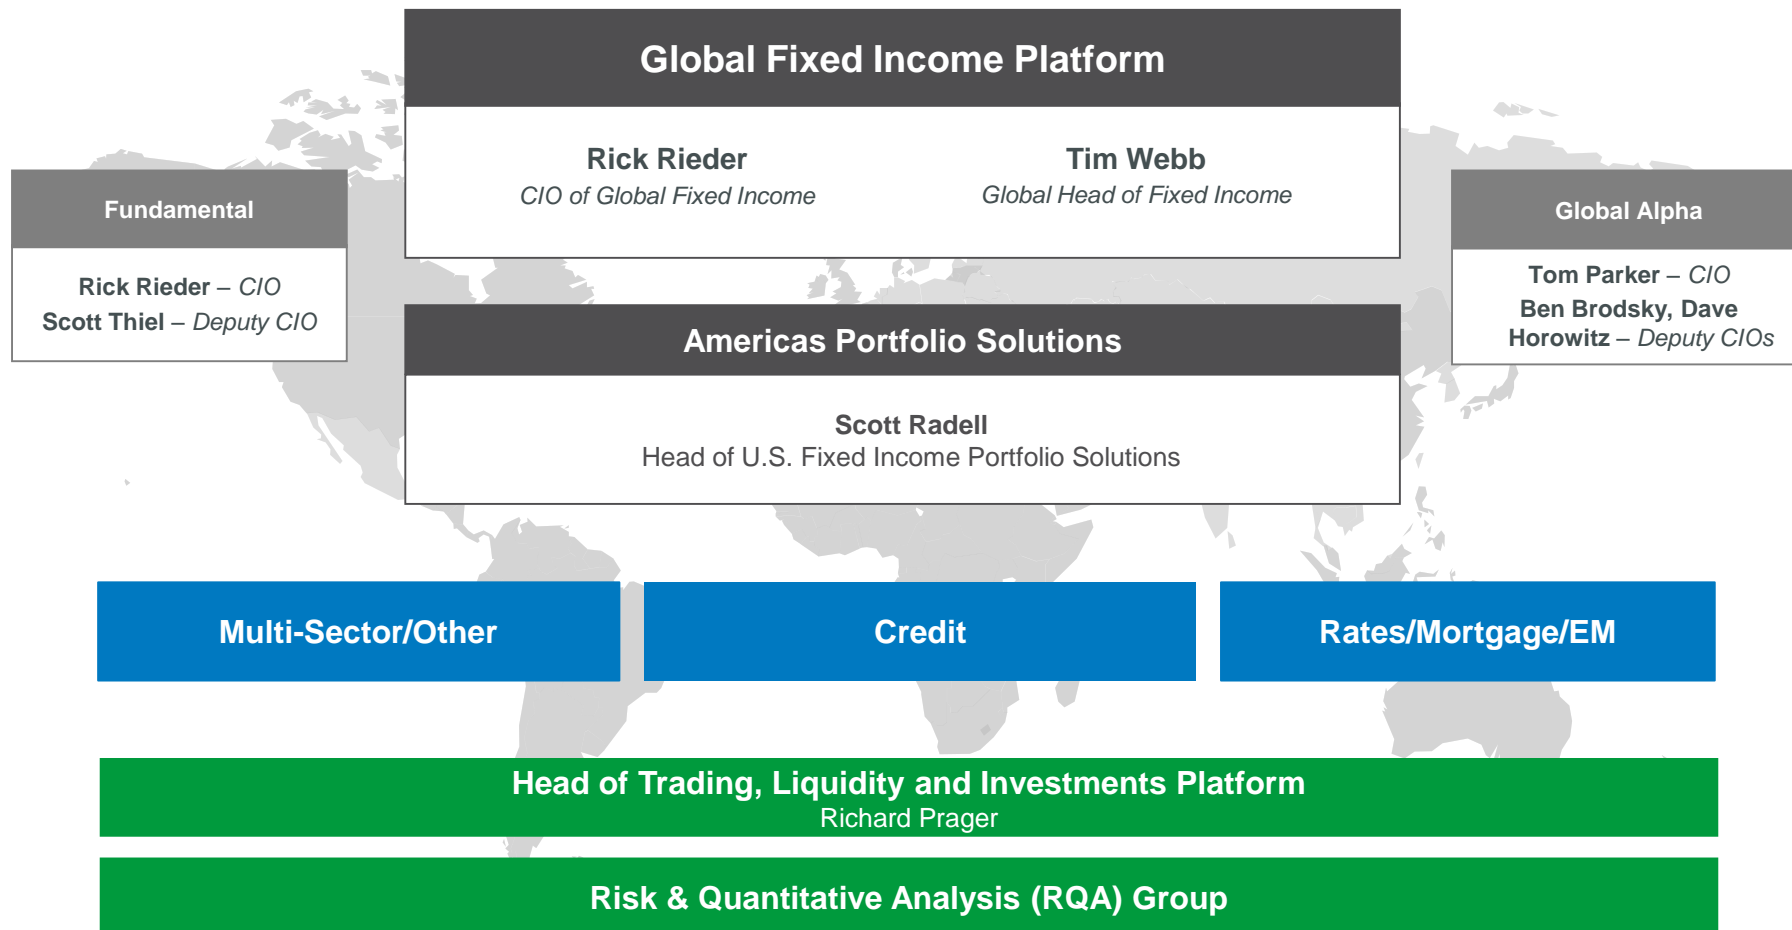 Global Fixed Income Platform
Rick Rieder
CIO of Global Fixed Income
Tim Webb
Global Head of Fixed Income
Fundamental
Rick Rieder – CIO
Scott Thiel – Deputy CIO
Global Alpha
Tom Parker – CIO
Ben Brodsky, Dave
Horowitz – Deputy CIOs
Americas Portfolio Solutions
Scott Radell
Head of U.S. Fixed Income Portfolio Solutions
Multi-Sector/Other
Credit
Rates/Mortgage/EM
Head of Trading, Liquidity and Investments Platform
Richard Prager
Risk & Quantitative Analysis (RQA) Group